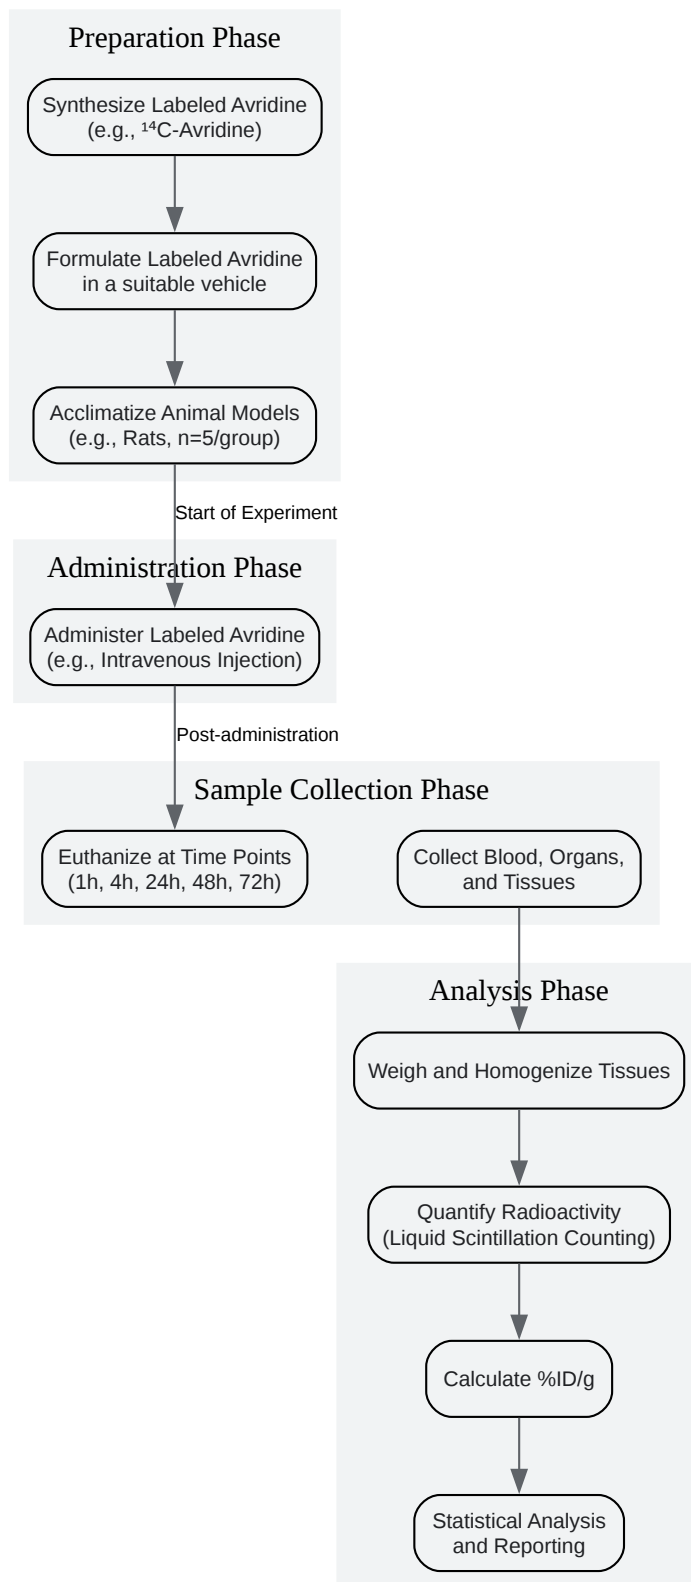 Preparation Phase
Synthesize Labeled Avridine
(e.g., ¹⁴C-Avridine)
Formulate Labeled Avridine
in a suitable vehicle
Acclimatize Animal Models
(e.g., Rats, n=5/group)
Start of Experiment
Administration Phase
Administer Labeled Avridine
(e.g., Intravenous Injection)
Post-administration
Sample Collection Phase
Euthanize at Time Points
(1h, 4h, 24h, 48h, 72h)
Collect Blood, Organs,
and Tissues
Analysis Phase
Weigh and Homogenize Tissues
Quantify Radioactivity
(Liquid Scintillation Counting)
Calculate %ID/g
Statistical Analysis
and Reporting